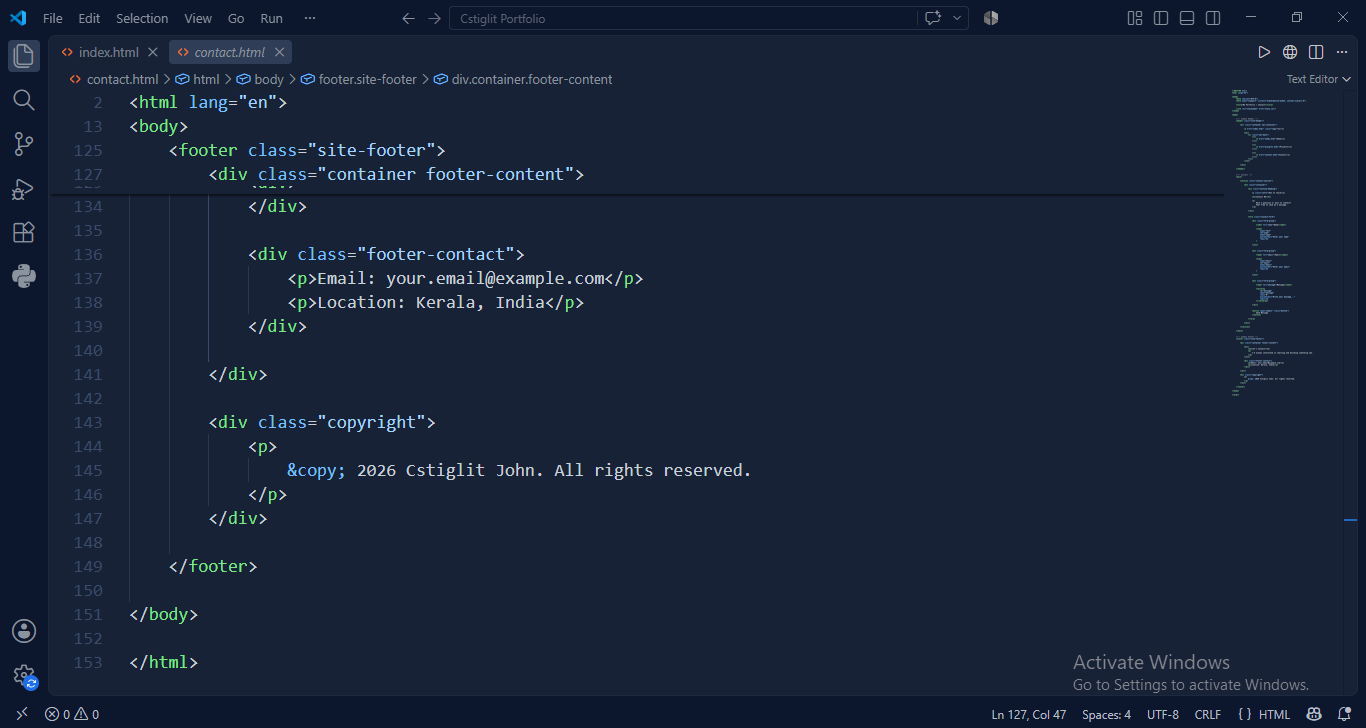 File Edit Selection View Go Run ···
Cstiglit Portfolio
index.html
contact.html
contact.html > html > body > footer.site-footer > div.container.footer-content
Text Editor
2 <html lang="en">
13 <body>
125 <footer class="site-footer">
127 <div class="container footer-content">
134 </div>
135
136 <div class="footer-contact">
137 <p>Email: your.email@example.com</p>
138 <p>Location: Kerala, India</p>
139 </div>
140
141 </div>
142
143 <div class="copyright">
144 <p>
145 &copy; 2026 Cstiglit John. All rights reserved.
146 </p>
147 </div>
148
149 </footer>
150
151 </body>
152
153 </html>
Activate Windows
Go to Settings to activate Windows.
0 0
Ln 127, Col 47 Spaces: 4 UTF-8 CRLF {} HTML